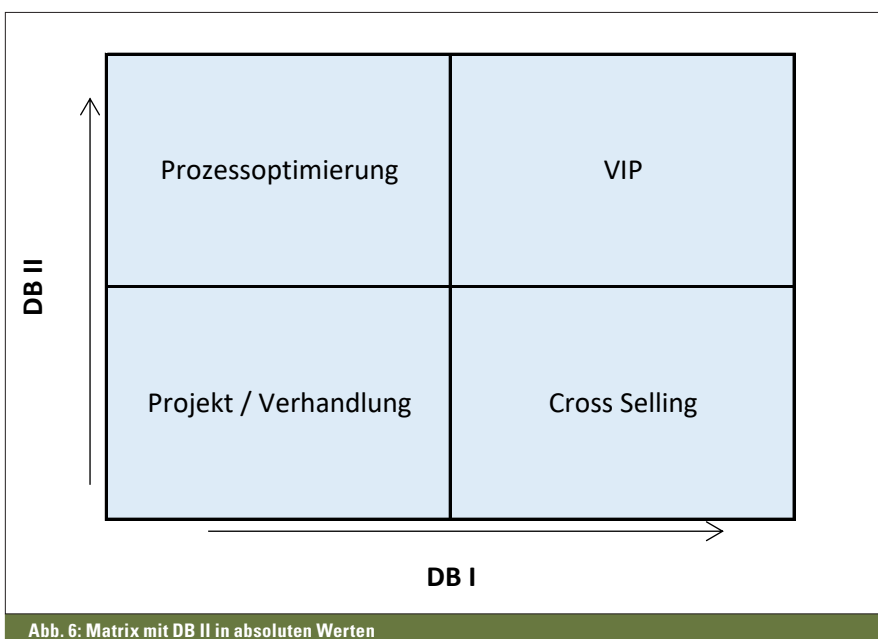 Prozessoptimierung
VIP
DB II
Projekt / Verhandlung
Cross Selling
DB I
Abb. 6: Matrix mit DB II in absoluten Werten